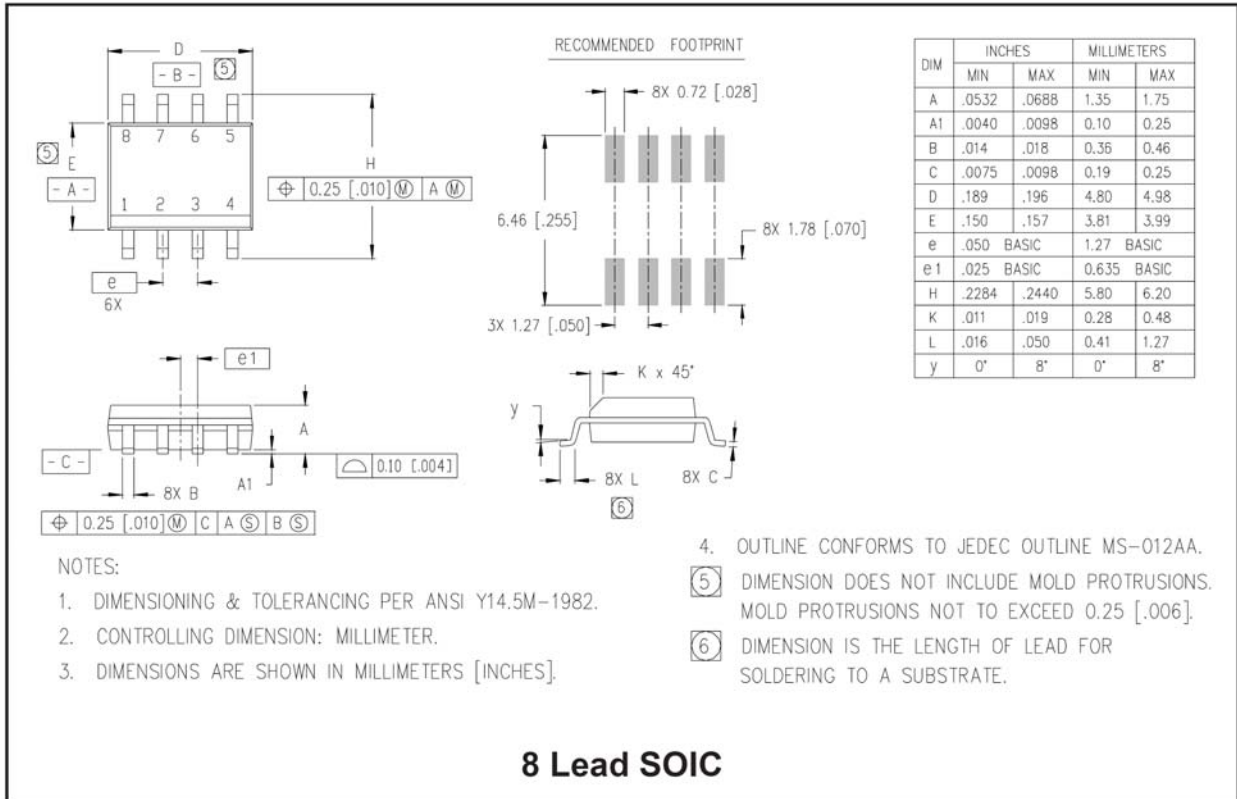 D
- B -
5
8 7 6 5
5
E
- A -
1 2 3 4
H
⌖ 0.25 [.010] Ⓜ A Ⓜ
e
6X
RECOMMENDED FOOTPRINT
8X 0.72 [.028]
6.46 [.255]
8X 1.78 [.070]
3X 1.27 [.050]
DIM INCHES MILLIMETERS
MIN MAX MIN MAX
A .0532 .0688 1.35 1.75
A1 .0040 .0098 0.10 0.25
B .014 .018 0.36 0.46
C .0075 .0098 0.19 0.25
D .189 .196 4.80 4.98
E .150 .157 3.81 3.99
e .050 BASIC 1.27 BASIC
e1 .025 BASIC 0.635 BASIC
H .2284 .2440 5.80 6.20
K .011 .019 0.28 0.48
L .016 .050 0.41 1.27
y 0° 8° 0° 8°
e1
A
- C -
8X B
A1
⌓ 0.10 [.004]
⌖ 0.25 [.010] Ⓜ C A Ⓢ B Ⓢ
K x 45°
y
8X L
6
8X C
NOTES:
1. DIMENSIONING & TOLERANCING PER ANSI Y14.5M-1982.
2. CONTROLLING DIMENSION: MILLIMETER.
3. DIMENSIONS ARE SHOWN IN MILLIMETERS [INCHES].
4. OUTLINE CONFORMS TO JEDEC OUTLINE MS-012AA.
5 DIMENSION DOES NOT INCLUDE MOLD PROTRUSIONS.
MOLD PROTRUSIONS NOT TO EXCEED 0.25 [.006].
6 DIMENSION IS THE LENGTH OF LEAD FOR
SOLDERING TO A SUBSTRATE.
8 Lead SOIC